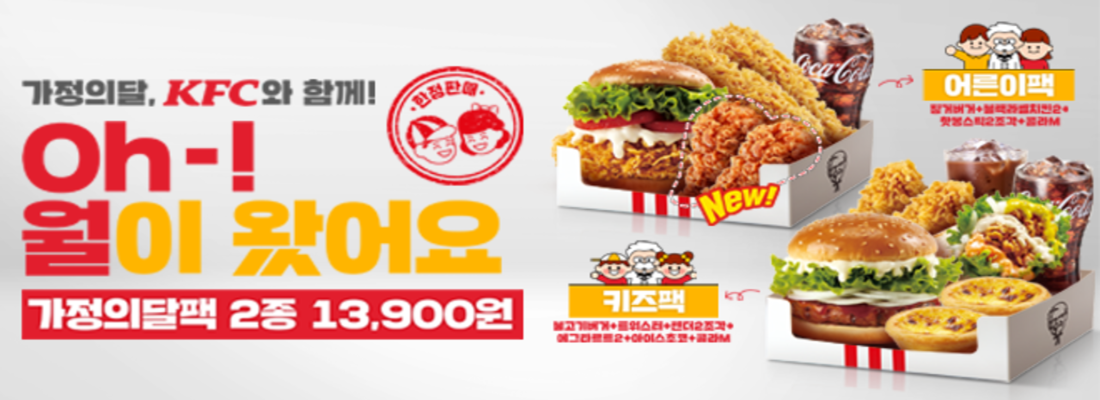 가정의달, KFC와 함께!
Oh-!
월이 왔어요
가정의달팩 2종 13,900원
한정판매
Coca-Cola
어른이팩
징거버거+블랙라벨치킨2+
핫봉스틱2조각+콜라M
New!
키즈팩
불고기버거+트위스터+텐더2조각+
에그타르트2+아이스초코+콜라M